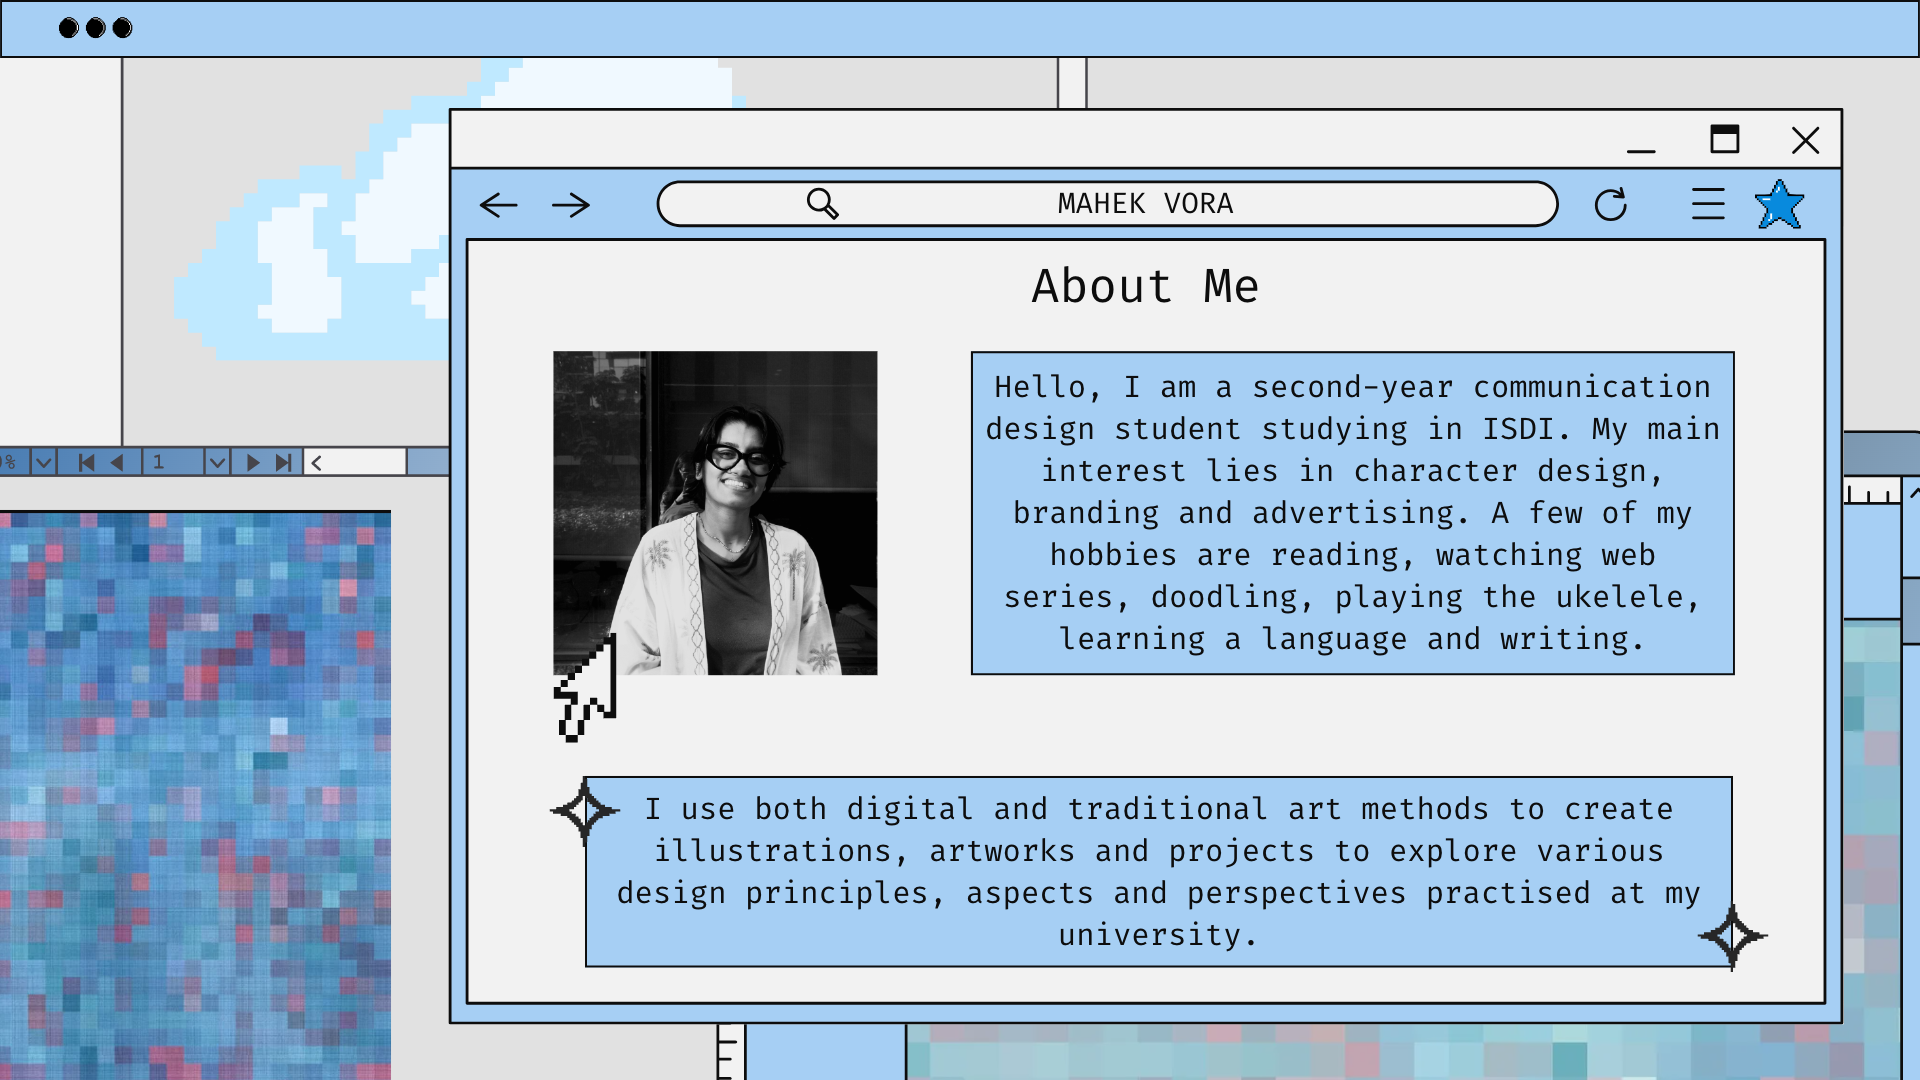 MAHEK VORA
About Me
Hello, I am a second-year communication
design student studying in ISDI. My main
interest lies in character design,
branding and advertising. A few of my
hobbies are reading, watching web
series, doodling, playing the ukelele,
learning a language and writing.
%
1
I use both digital and traditional art methods to create
illustrations, artworks and projects to explore various
design principles, aspects and perspectives practised at my
university.